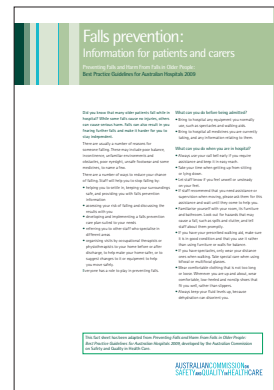 Falls prevention:
Information for patients and carers
Preventing Falls and Harm From Falls in Older People:
Best Practice Guidelines for Australian Hospitals 2009
Did you know that many older patients fall while in
hospital? While some falls cause no injuries, others
can cause serious harm. Falls can also result in you
fearing further falls and make it harder for you to
stay independent.
There are usually a number of reasons for
someone falling. These may include poor balance,
incontinence, unfamiliar environments and
obstacles, poor eyesight, unsafe footwear and some
medicines, to name a few.
There are a number of ways to reduce your chance
of falling. Staff will help you to stop falling by:
• helping you to settle in, keeping your surroundings
safe, and providing you with falls prevention
information
• assessing your risk of falling and discussing the
results with you
• developing and implementing a falls prevention
care plan suited to your needs
• referring you to other staff who specialise in
different areas
• organising visits by occupational therapists or
physiotherapists to your home before or after
discharge, to help make your home safer, or to
suggest changes to it or equipment to help
you move safely.
Everyone has a role to play in preventing falls.
What can you do before being admitted?
• Bring to hospital any equipment you normally
use, such as spectacles and walking aids.
• Bring to hospital all medicines you are currently
taking, and any information relating to them.
What can you do when you are in hospital?
• Always use your call bell early if you require
assistance and keep it in easy reach.
• Take your time when getting up from sitting
or lying down.
• Let staff know if you feel unwell or unsteady
on your feet.
• If staff recommend that you need assistance or
supervision when moving, please ask them for this
assistance and wait until they come to help you.
• Familiarise yourself with your room, its furniture
and bathroom. Look out for hazards that may
cause a fall, such as spills and clutter, and tell
staff about them promptly.
• If you have your prescribed walking aid, make sure
it is in good condition and that you use it rather
than using furniture or walls for balance.
• If you have spectacles, only wear your distance
ones when walking. Take special care when using
bifocal or multifocal glasses.
• Wear comfortable clothing that is not too long
or loose. Wherever you are up and about, wear
comfortable, low-heeled and nonslip shoes that
fit you well, rather than slippers.
• Always keep your fluid levels up, because
dehydration can disorient you.
This fact sheet has been adapted from Preventing Falls and Harm From Falls in Older People:
Best Practice Guidelines for Australian Hospitals 2009, developed by the Australian Commission
on Safety and Quality in Health Care.
AUSTRALIANCOMMISSIONON
SAFETYANDQUALITYINHEALTHCARE